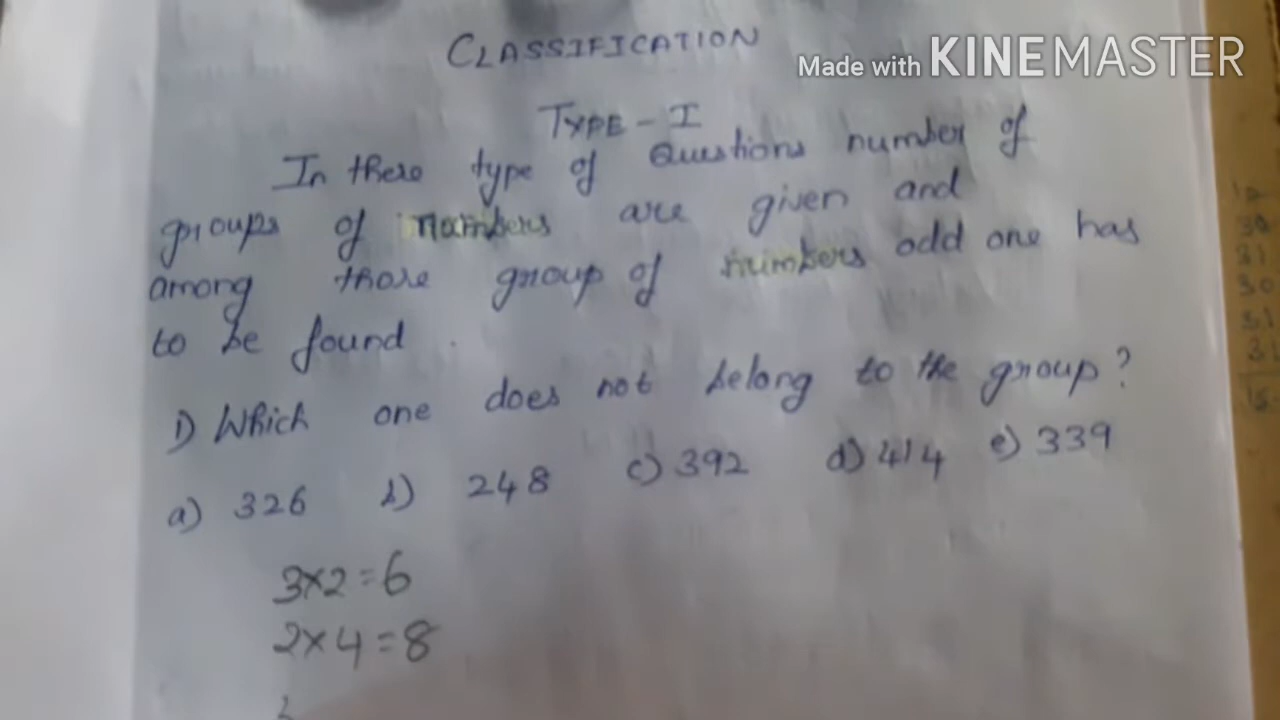 CLASSIFICATION
Made with KINEMASTER
TYPE - I
In these type of Questions number of
groups of numbers are given and
among those group of numbers odd one has
to be found.
1) Which one does not belong to the group?
a) 326 b) 248 c) 392 d) 414 e) 339
3×2=6
2×4=8